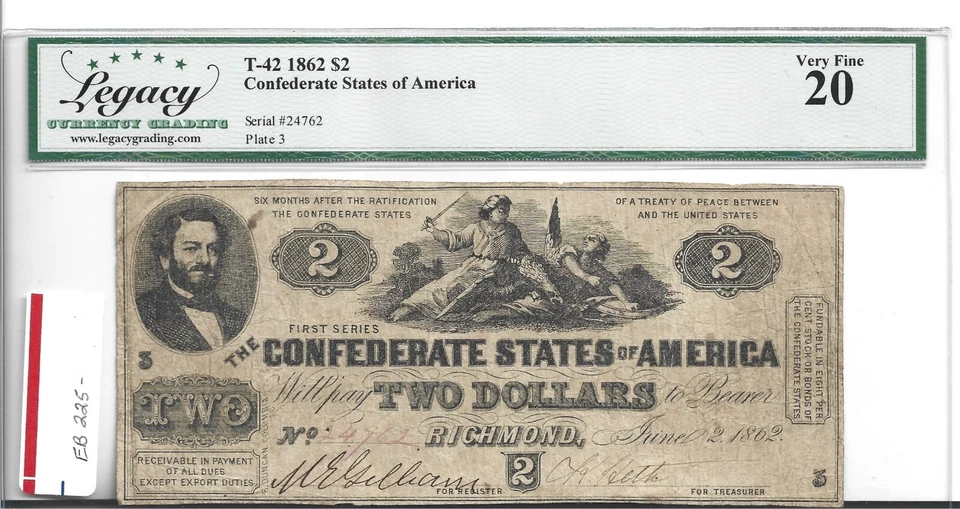 Legacy
CURRENCY GRADING
www.legacygrading.com
T-42 1862 $2
Confederate States of America
Serial #24762
Plate 3
Very Fine
20
SIX MONTHS AFTER THE RATIFICATION
THE CONFEDERATE STATES
OF A TREATY OF PEACE BETWEEN
AND THE UNITED STATES
2
2
FIRST SERIES
THE CONFEDERATE STATES OF AMERICA
3
Will pay TWO DOLLARS to Bearer
TWO
No. 24762 RICHMOND, June 2, 1862.
RECEIVABLE IN PAYMENT
OF ALL DUES
EXCEPT EXPORT DUTIES
2
FOR REGISTER
FOR TREASURER
3
FUNDABLE IN EIGHT PER
CENT STOCK OR BONDS OF
THE CONFEDERATE STATES
EB 225-